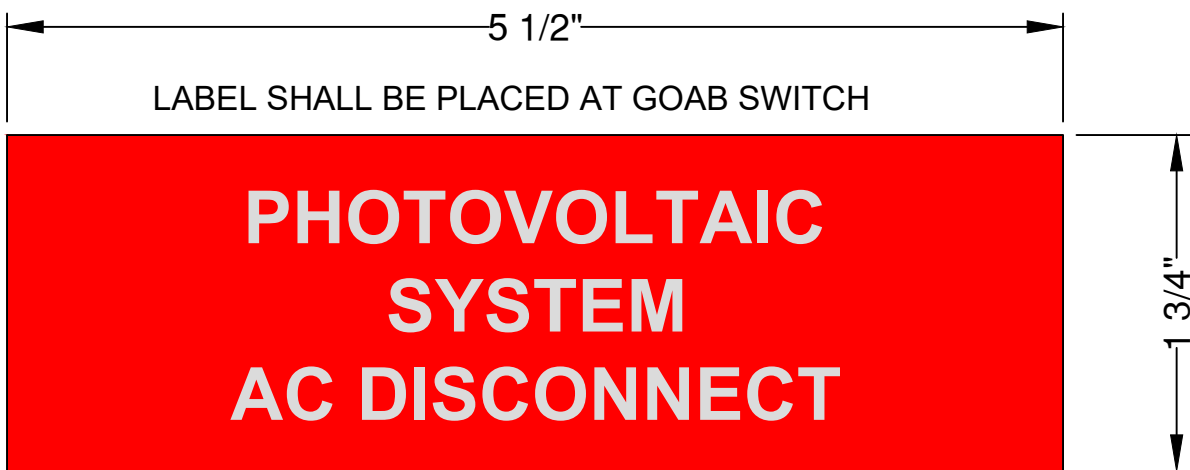 5 1/2"
LABEL SHALL BE PLACED AT GOAB SWITCH
PHOTOVOLTAIC
SYSTEM
AC DISCONNECT
1 3/4"